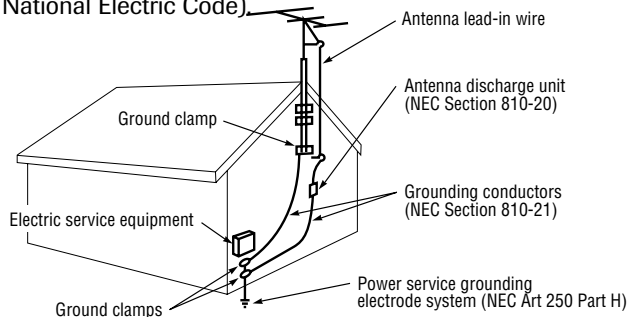 National Electric Code).
Antenna lead-in wire
Antenna discharge unit
(NEC Section 810-20)
Ground clamp
Grounding conductors
(NEC Section 810-21)
Electric service equipment
Power service grounding
electrode system (NEC Art 250 Part H)
Ground clamps